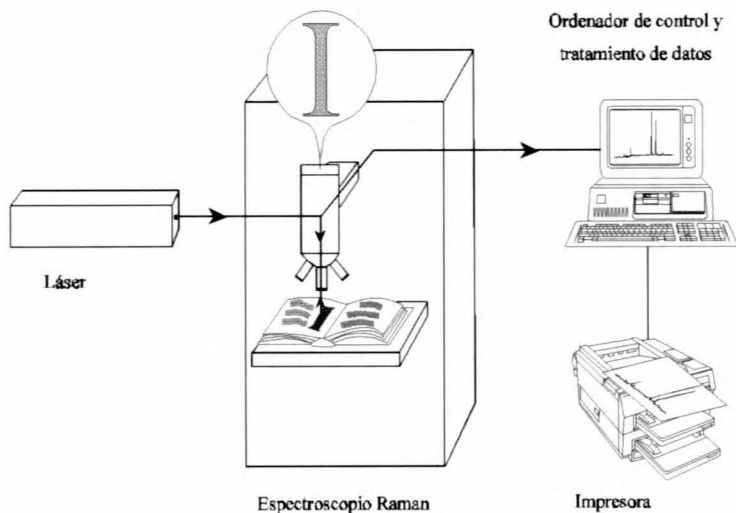 Ordenador de control y
tratamiento de datos
I
Láser
Espectroscopio Raman
Impresora